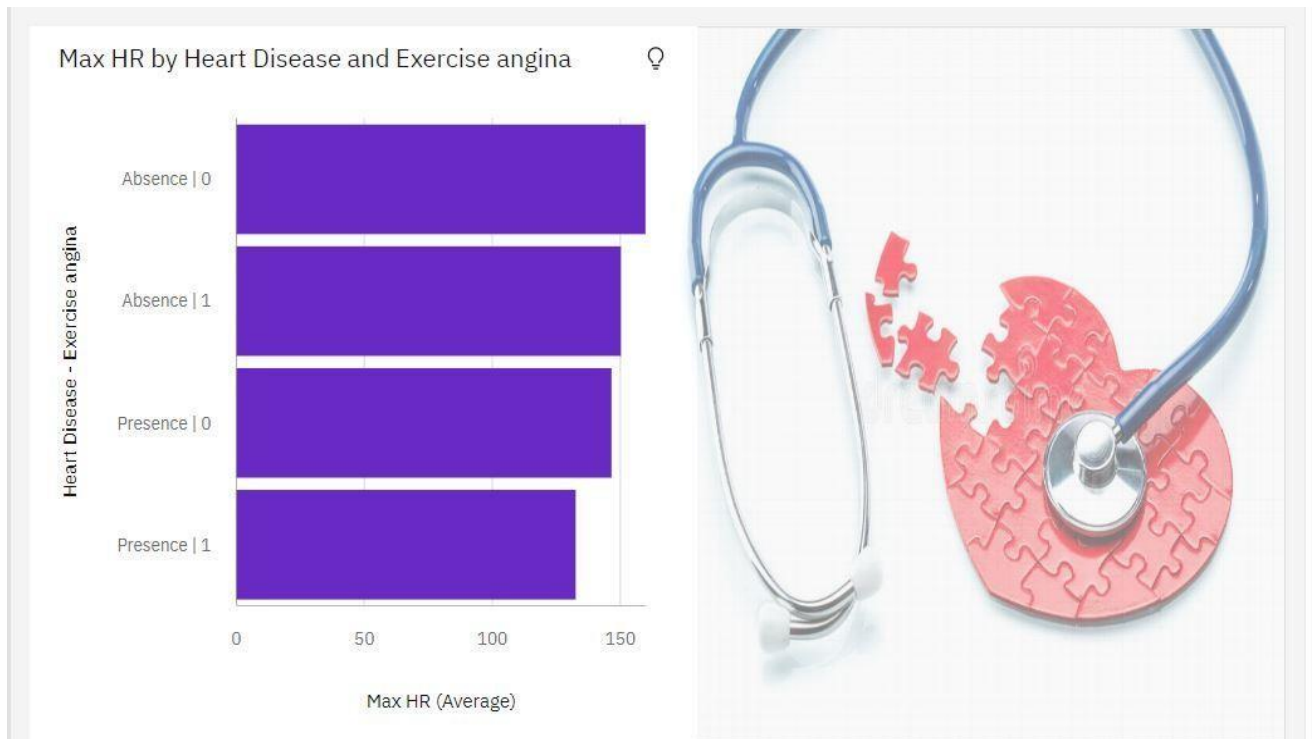 Max HR by Heart Disease and Exercise angina
Heart Disease - Exercise angina
Absence | 0
Absence | 1
Presence | 0
Presence | 1
0 50 100 150
Max HR (Average)